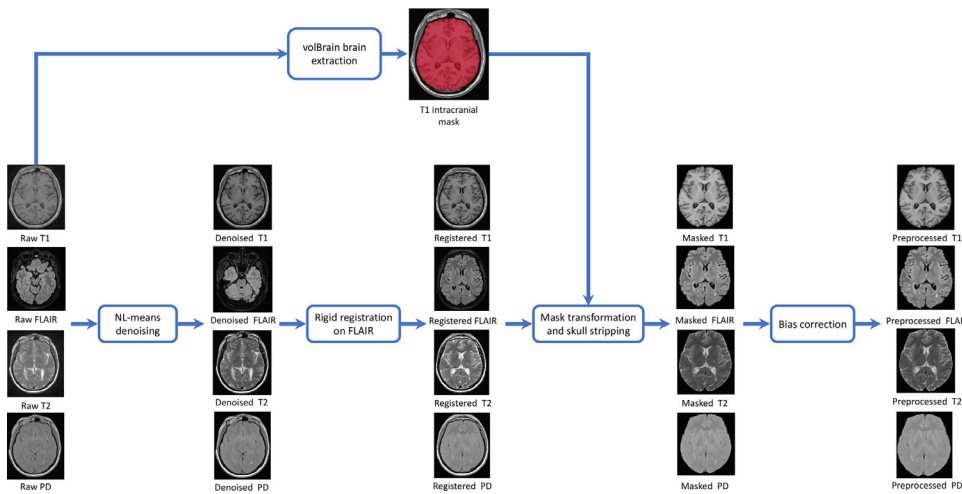 volBrain brain
extraction
T1 intracranial
mask
Raw T1
Denoised T1
Registered T1
Masked T1
Preprocessed T1
Raw FLAIR
NL-means
denoising
Denoised FLAIR
Rigid registration
on FLAIR
Registered FLAIR
Mask transformation
and skull stripping
Masked FLAIR
Bias correction
Preprocessed FLAI
Raw T2
Denoised T2
Registered T2
Masked T2
Preprocessed T2
Raw PD
Denoised PD
Registered PD
Masked PD
Preprocessed PD